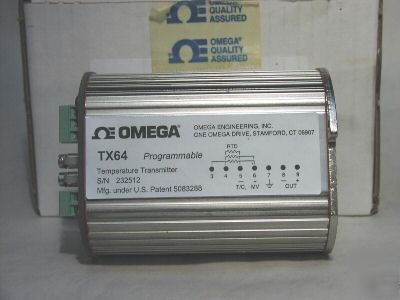 OMEGA®
QUALITY
ASSURED
OMEGA®
QUALITY
ASSURED
OMEGA®
OMEGA ENGINEERING, INC.
ONE OMEGA DRIVE, STAMFORD, CT 06907
TX64 Programmable
Temperature Transmitter
S/N 232512
Mfg. under U.S. Patent 5083288
RTD
3 4 5 6 7 8 9
− + − +
T/C, MV OUT